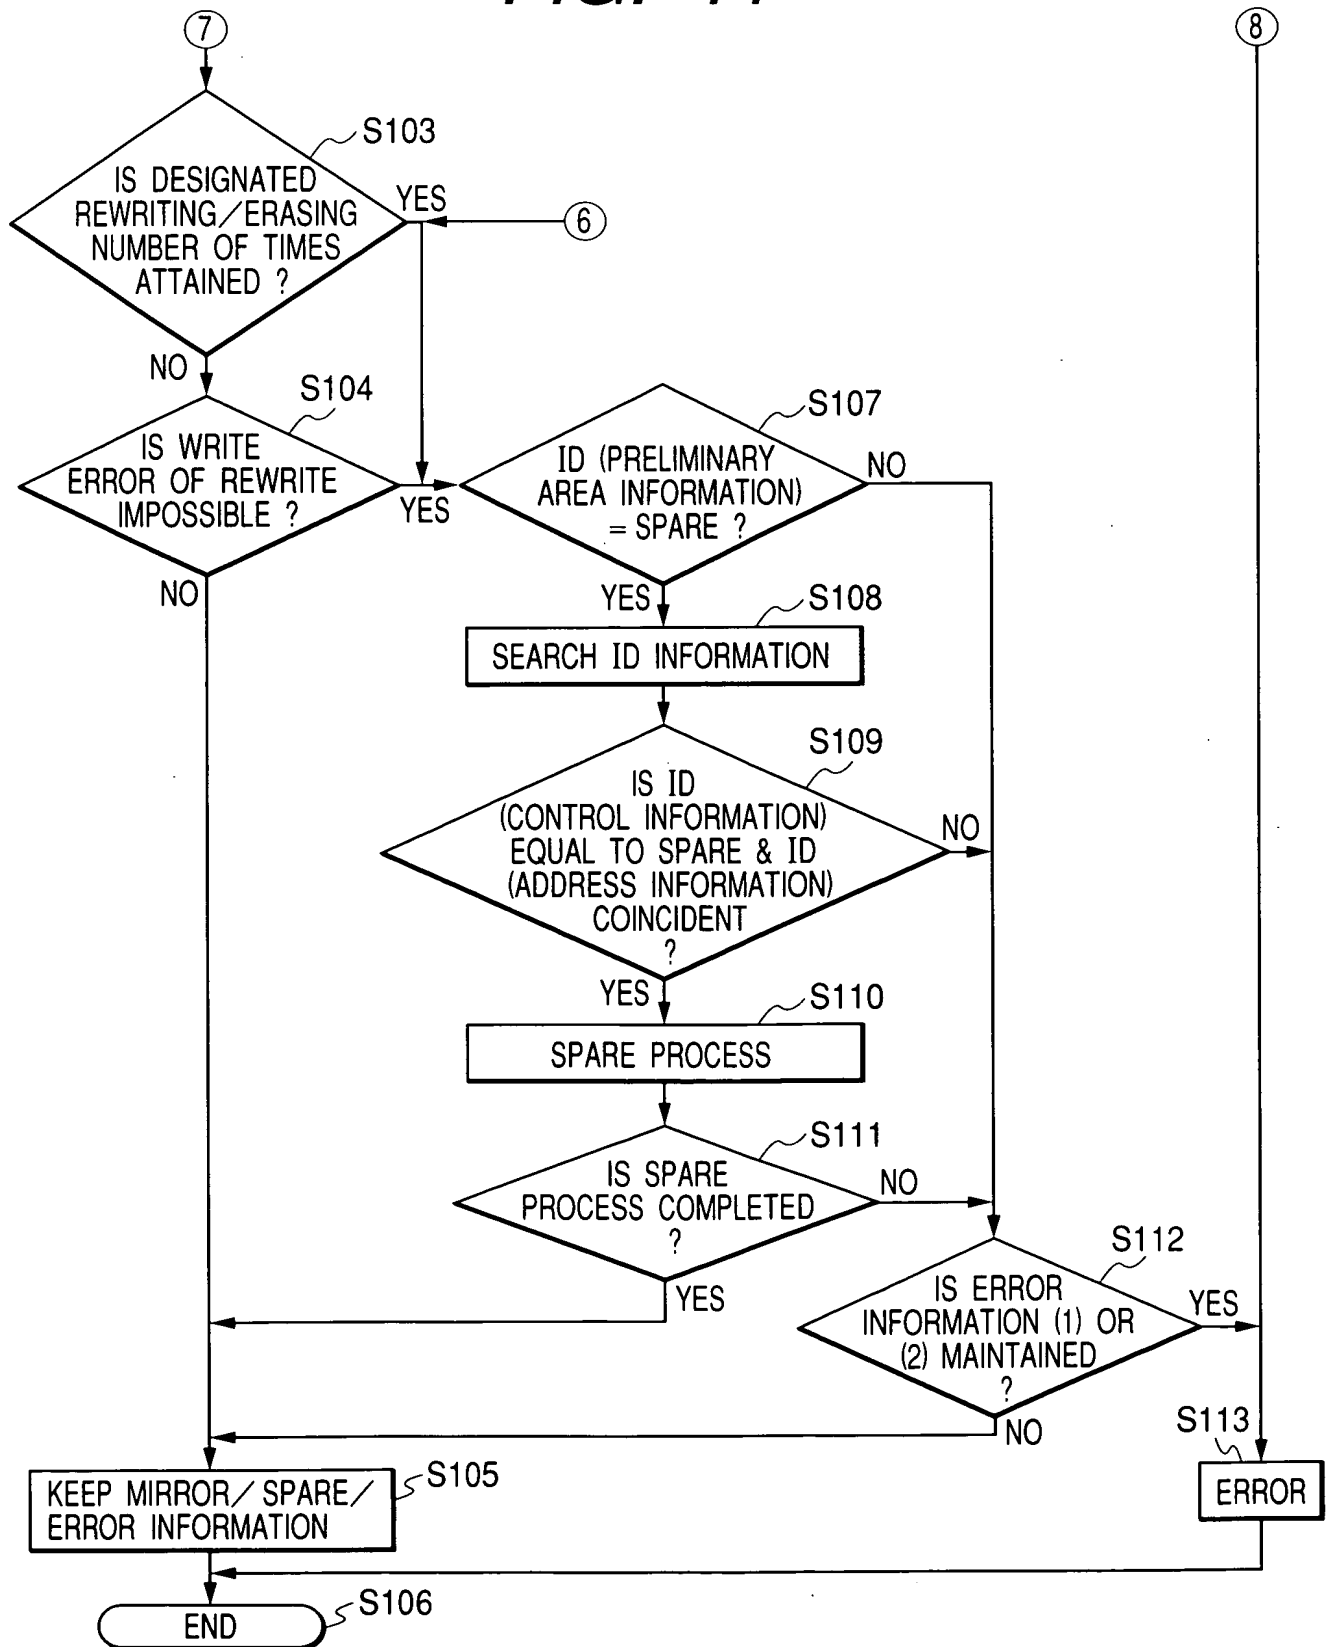 7
8
S103
IS DESIGNATED
REWRITING/ERASING
NUMBER OF TIMES
ATTAINED ?
YES
6
NO
S104
IS WRITE
ERROR OF REWRITE
IMPOSSIBLE ?
YES
NO
S107
ID (PRELIMINARY
AREA INFORMATION)
= SPARE ?
NO
YES
S108
SEARCH ID INFORMATION
S109
IS ID
(CONTROL INFORMATION)
EQUAL TO SPARE & ID
(ADDRESS INFORMATION)
COINCIDENT
?
NO
YES
S110
SPARE PROCESS
S111
IS SPARE
PROCESS COMPLETED
?
NO
YES
S112
IS ERROR
INFORMATION (1) OR
(2) MAINTAINED
?
YES
NO
S113
ERROR
S105
KEEP MIRROR/SPARE/
ERROR INFORMATION
S106
END